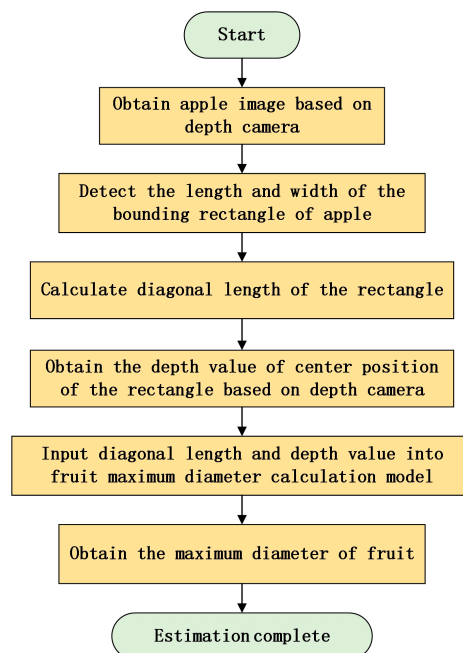 Start
Obtain apple image based on
depth camera
Detect the length and width of the
bounding rectangle of apple
Calculate diagonal length of the rectangle
Obtain the depth value of center position
of the rectangle based on depth camera
Input diagonal length and depth value into
fruit maximum diameter calculation model
Obtain the maximum diameter of fruit
Estimation complete